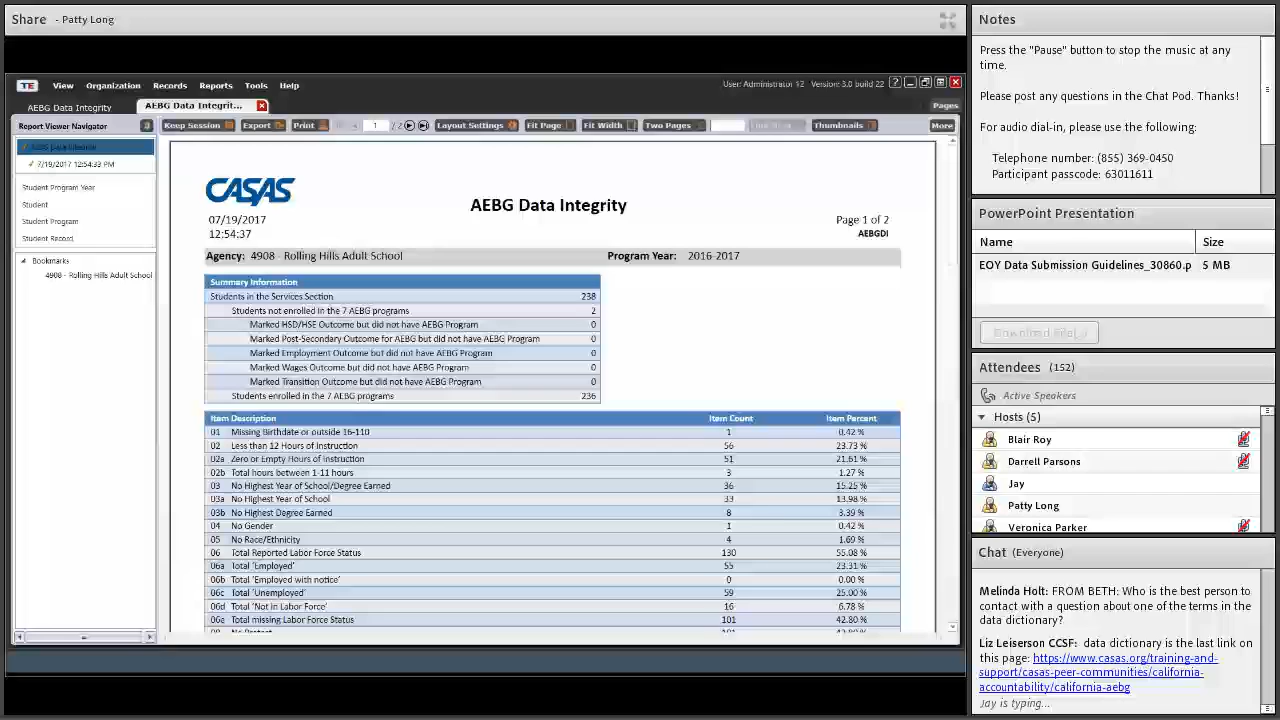 Share - Patty Long
TE View Organization Records Reports Tools Help
User: Administrator 12 Version: 3.0 build 22
AEBG Data Integrity
AEBG Data Integrit...
Pages
Report Viewer Navigator
Keep Session Export Print 1 / 2 Layout Settings Fit Page Fit Width Two Pages Thumbnails More
7/19/2017 12:54:33 PM
Student Program Year
Student
Student Program
Student Record
Bookmarks
4908 - Rolling Hills Adult School
CASAS
AEBG Data Integrity
07/19/2017
12:54:37
Page 1 of 2
AEBGDI
Agency: 4908 - Rolling Hills Adult School Program Year: 2016-2017
Summary Information
Students in the Services Section 238
Students not enrolled in the 7 AEBG programs 2
Marked HSD/HSE Outcome but did not have AEBG Program 0
Marked Post-Secondary Outcome for AEBG but did not have AEBG Program 0
Marked Employment Outcome but did not have AEBG Program 0
Marked Wages Outcome but did not have AEBG Program 0
Marked Transition Outcome but did not have AEBG Program 0
Students enrolled in the 7 AEBG programs 236
Item Description Item Count Item Percent
01 Missing Birthdate or outside 16-110 1 0.42 %
02 Less than 12 Hours of Instruction 56 23.73 %
02a Zero or Empty Hours of Instruction 51 21.61 %
02b Total hours between 1-11 hours 3 1.27 %
03 No Highest Year of School/Degree Earned 36 15.25 %
03a No Highest Year of School 33 13.98 %
03b No Highest Degree Earned 8 3.39 %
04 No Gender 1 0.42 %
05 No Race/Ethnicity 4 1.69 %
06 Total Reported Labor Force Status 130 55.08 %
06a Total 'Employed' 55 23.31 %
06b Total 'Employed with notice' 0 0.00 %
06c Total 'Unemployed' 59 25.00 %
06d Total 'Not in Labor Force' 16 6.78 %
06e Total missing Labor Force Status 101 42.80 %
Notes
Press the "Pause" button to stop the music at any
time.
Please post any questions in the Chat Pod. Thanks!
For audio dial-in, please use the following:
Telephone number: (855) 369-0450
Participant passcode: 63011611
PowerPoint Presentation
Name Size
EOY Data Submission Guidelines_30860.p 5 MB
Download File(s)
Attendees (152)
Active Speakers
Hosts (5)
Blair Roy
Darrell Parsons
Jay
Patty Long
Veronica Parker
Chat (Everyone)
Melinda Holt: FROM BETH: Who is the best person to
contact with a question about one of the terms in the
data dictionary?
Liz Leiserson CCSF: data dictionary is the last link on
this page: https://www.casas.org/training-and-
support/casas-peer-communities/california-
accountability/california-aebg
Jay is typing...